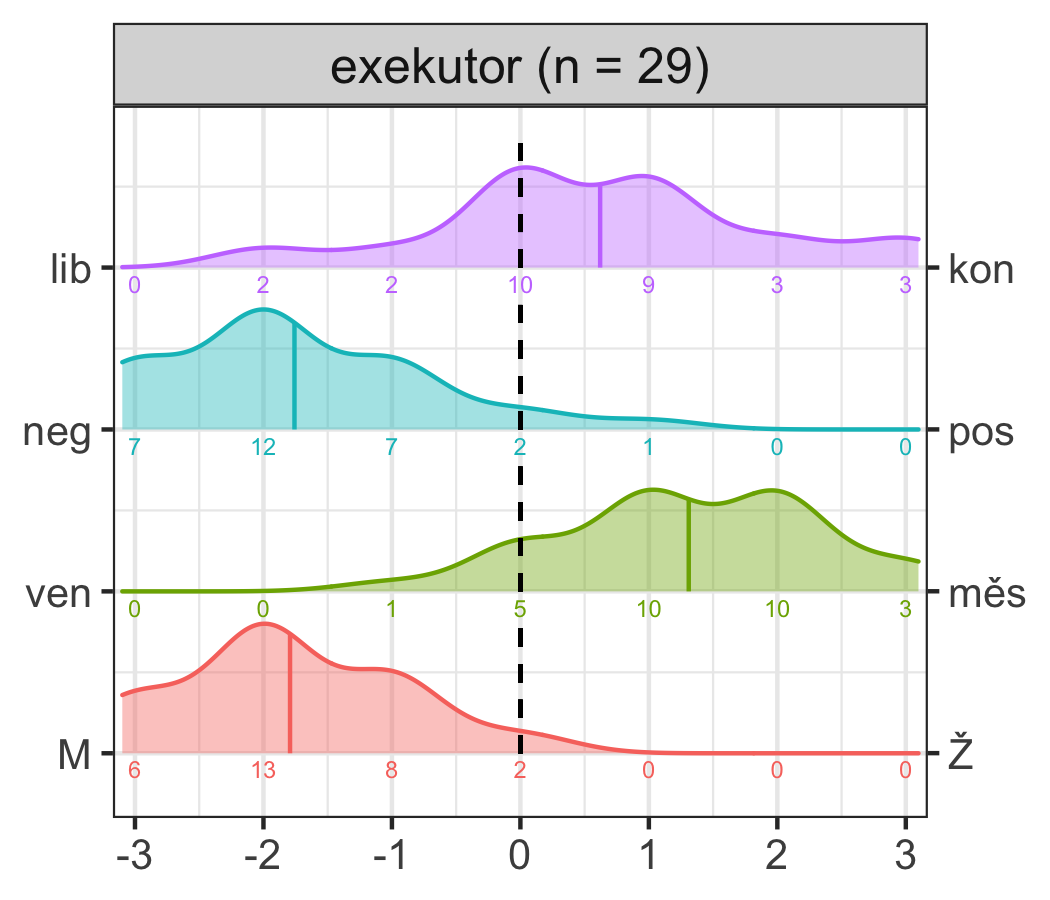 exekutor (n = 29)
lib kon
0 2 2 10 9 3 3
neg pos
7 12 7 2 1 0 0
ven měs
0 0 1 5 10 10 3
M Ž
6 13 8 2 0 0 0
-3 -2 -1 0 1 2 3